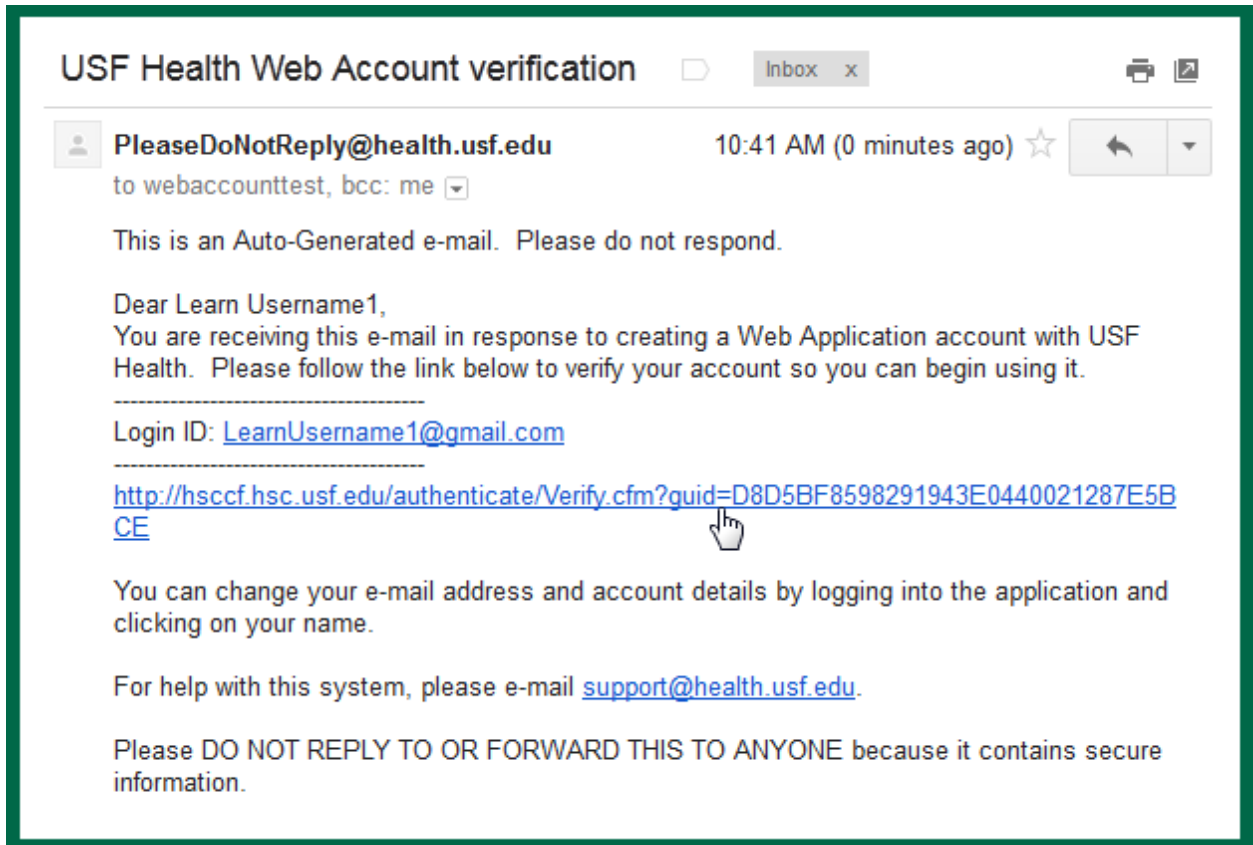 USF Health Web Account verification Inbox x
PleaseDoNotReply@health.usf.edu 10:41 AM (0 minutes ago)
to webaccounttest, bcc: me
This is an Auto-Generated e-mail.  Please do not respond.
Dear Learn Username1,
You are receiving this e-mail in response to creating a Web Application account with USF
Health.  Please follow the link below to verify your account so you can begin using it.
---------------------------------------
Login ID: LearnUsername1@gmail.com
---------------------------------------
http://hsccf.hsc.usf.edu/authenticate/Verify.cfm?guid=D8D5BF8598291943E0440021287E5B
CE
You can change your e-mail address and account details by logging into the application and
clicking on your name.
For help with this system, please e-mail support@health.usf.edu.
Please DO NOT REPLY TO OR FORWARD THIS TO ANYONE because it contains secure
information.